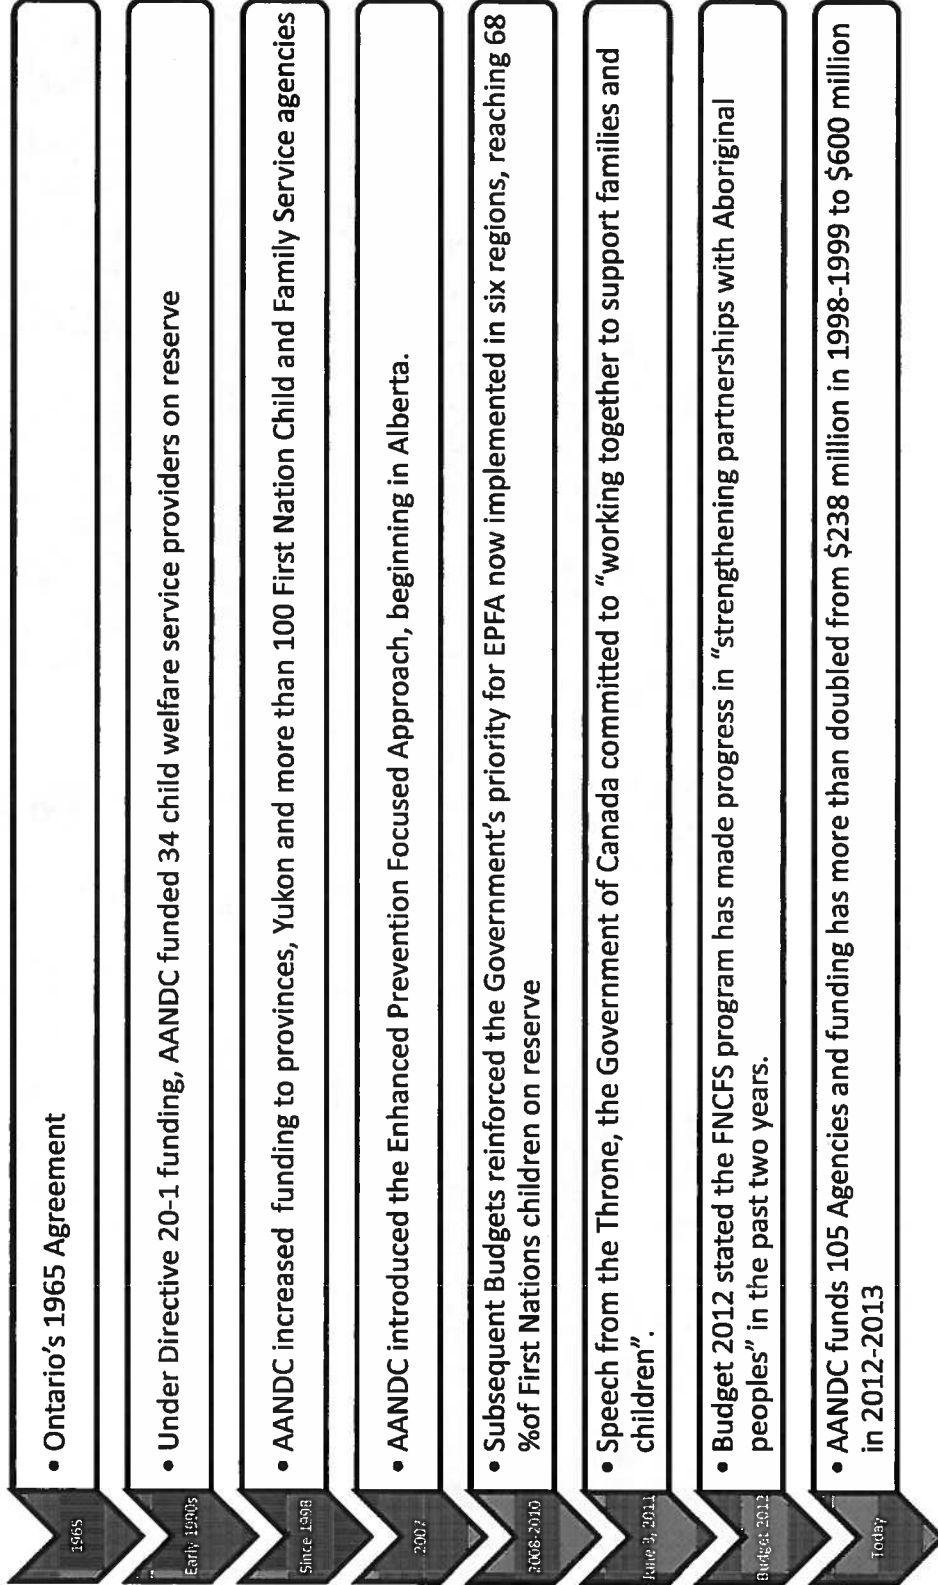 1965
• Ontario's 1965 Agreement
Early 1990s
• Under Directive 20-1 funding, AANDC funded 34 child welfare service providers on reserve
Since 1998
• AANDC increased funding to provinces, Yukon and more than 100 First Nation Child and Family Service agencies
2007
• AANDC introduced the Enhanced Prevention Focused Approach, beginning in Alberta.
2008-2010
• Subsequent Budgets reinforced the Government's priority for EPFA now implemented in six regions, reaching 68
%of First Nations children on reserve
June 3, 2011
• Speech from the Throne, the Government of Canada committed to "working together to support families and
children".
Budget 2012
• Budget 2012 stated the FNCFS program has made progress in "strengthening partnerships with Aboriginal
peoples" in the past two years.
Today
• AANDC funds 105 Agencies and funding has more than doubled from $238 million in 1998-1999 to $600 million
in 2012-2013